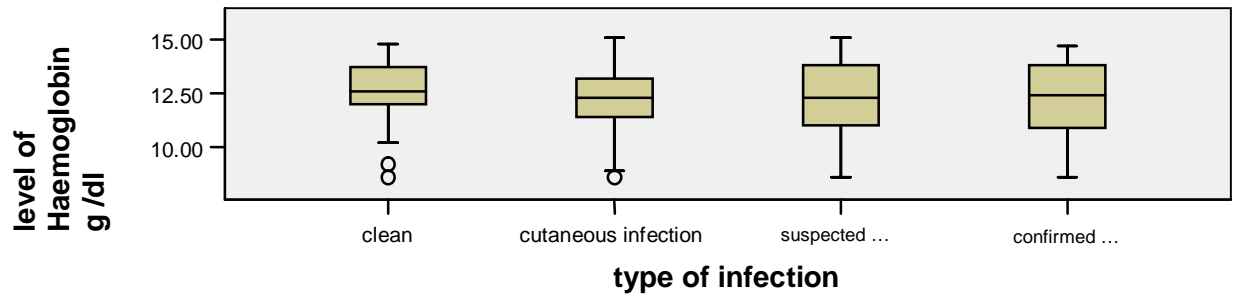 level of
Haemoglobin
g /dl
15.00
12.50
10.00
clean
cutaneous infection
suspected …
confirmed …
type of infection